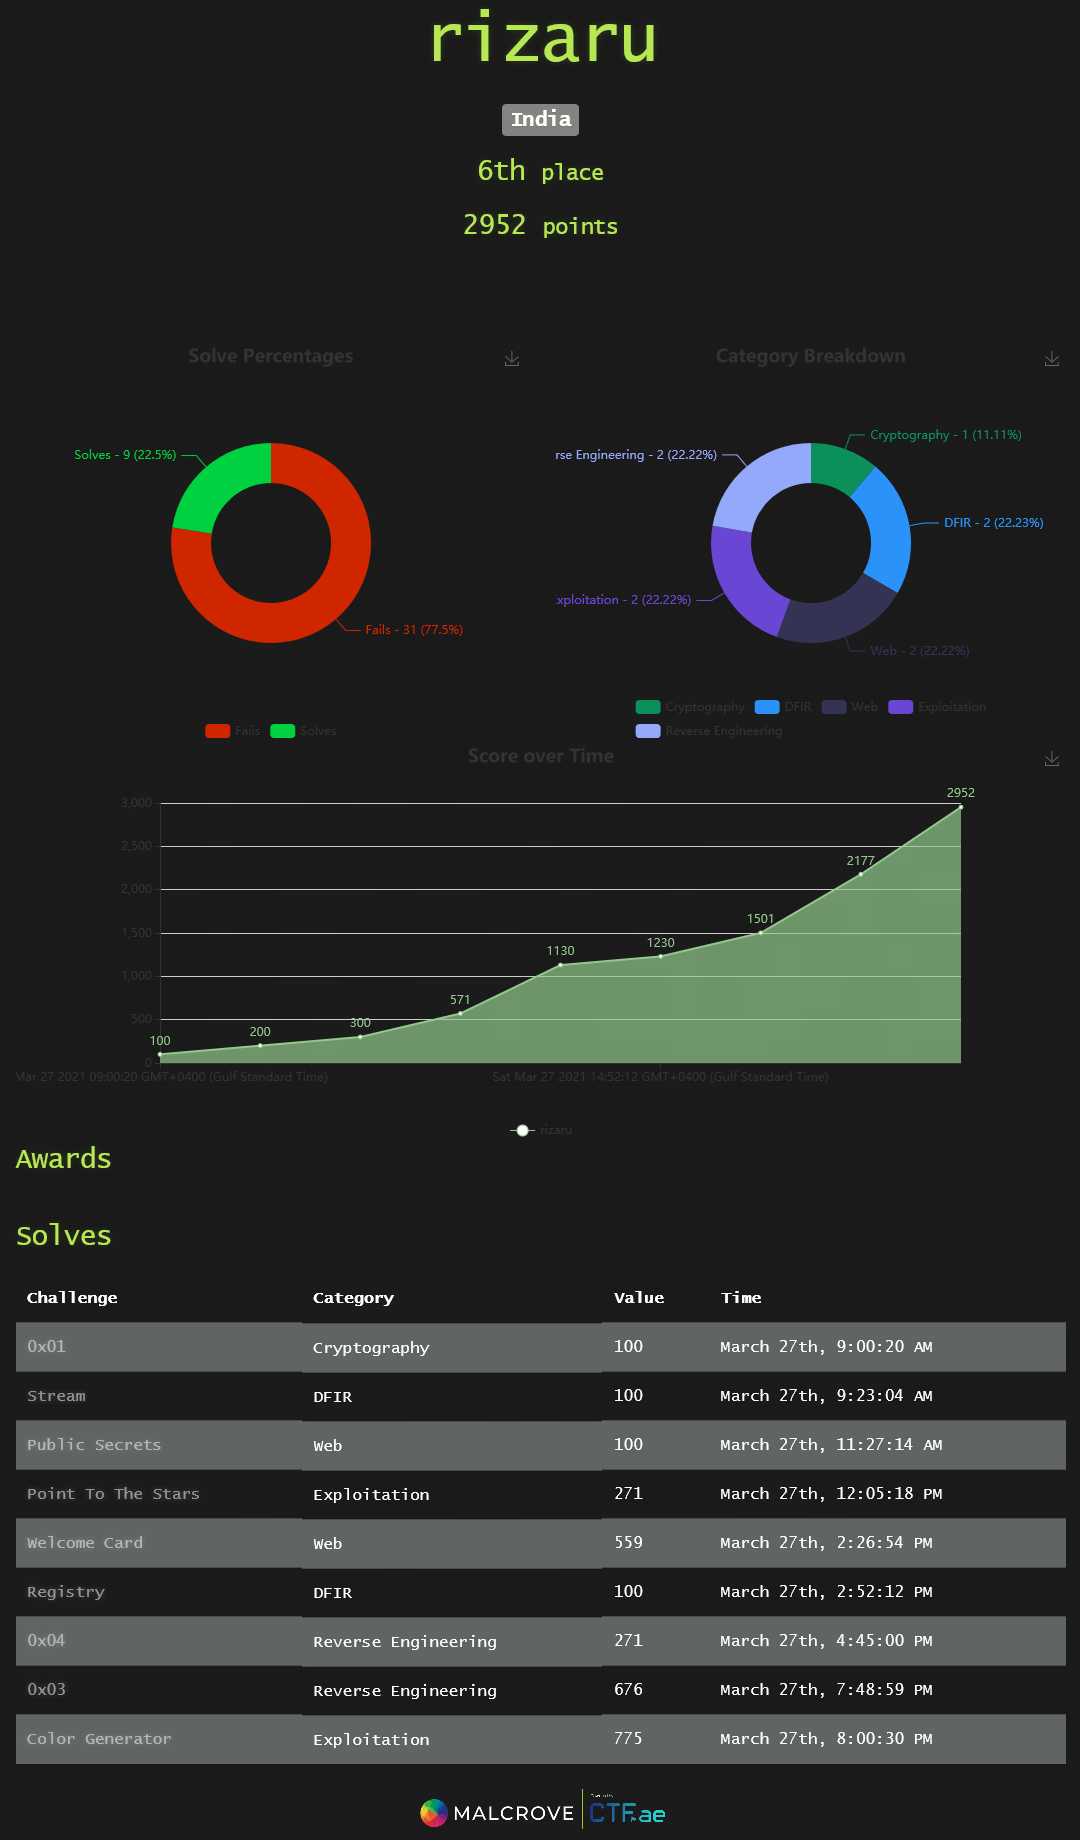 rizaru
India
6th place
2952 points
Solve Percentages
Category Breakdown
Cryptography - 1 (11.11%)
Solves - 9 (22.5%)
rse Engineering - 2 (22.22%)
DFIR - 2 (22.23%)
xploitation - 2 (22.22%)
Fails - 31 (77.5%)
Web - 2 (22.22%)
Cryptography DFIR Web Exploitation
Fails Solves
Reverse Engineering
Score over Time
2952
3,000
2,500
2177
2,000
1501
1,500
1230
1130
1,000
571
500
300
200
100
0
Mar 27 2021 09:00:20 GMT+0400 (Gulf Standard Time) Sat Mar 27 2021 14:52:12 GMT+0400 (Gulf Standard Time)
rizaru
Awards
Solves
Challenge Category Value Time
0x01 Cryptography 100 March 27th, 9:00:20 AM
Stream DFIR 100 March 27th, 9:23:04 AM
Public Secrets Web 100 March 27th, 11:27:14 AM
Point To The Stars Exploitation 271 March 27th, 12:05:18 PM
Welcome Card Web 559 March 27th, 2:26:54 PM
Registry DFIR 100 March 27th, 2:52:12 PM
0x04 Reverse Engineering 271 March 27th, 4:45:00 PM
0x03 Reverse Engineering 676 March 27th, 7:48:59 PM
Color Generator Exploitation 775 March 27th, 8:00:30 PM
MALCROVE CTF.ae